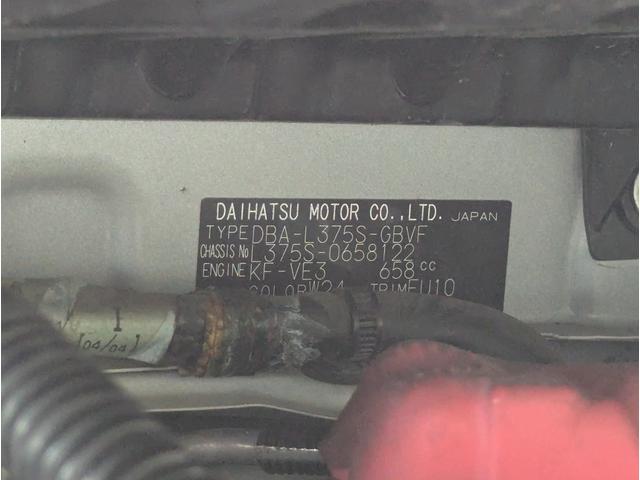 DAIHATSU MOTOR CO.,LTD. JAPAN
TYPE DBA-L375S-GBVF
CHASSIS No L375S-0658122
ENGINE KF-VE3 658cc
COLOR W24 TRIM FU10
I
[04/04]